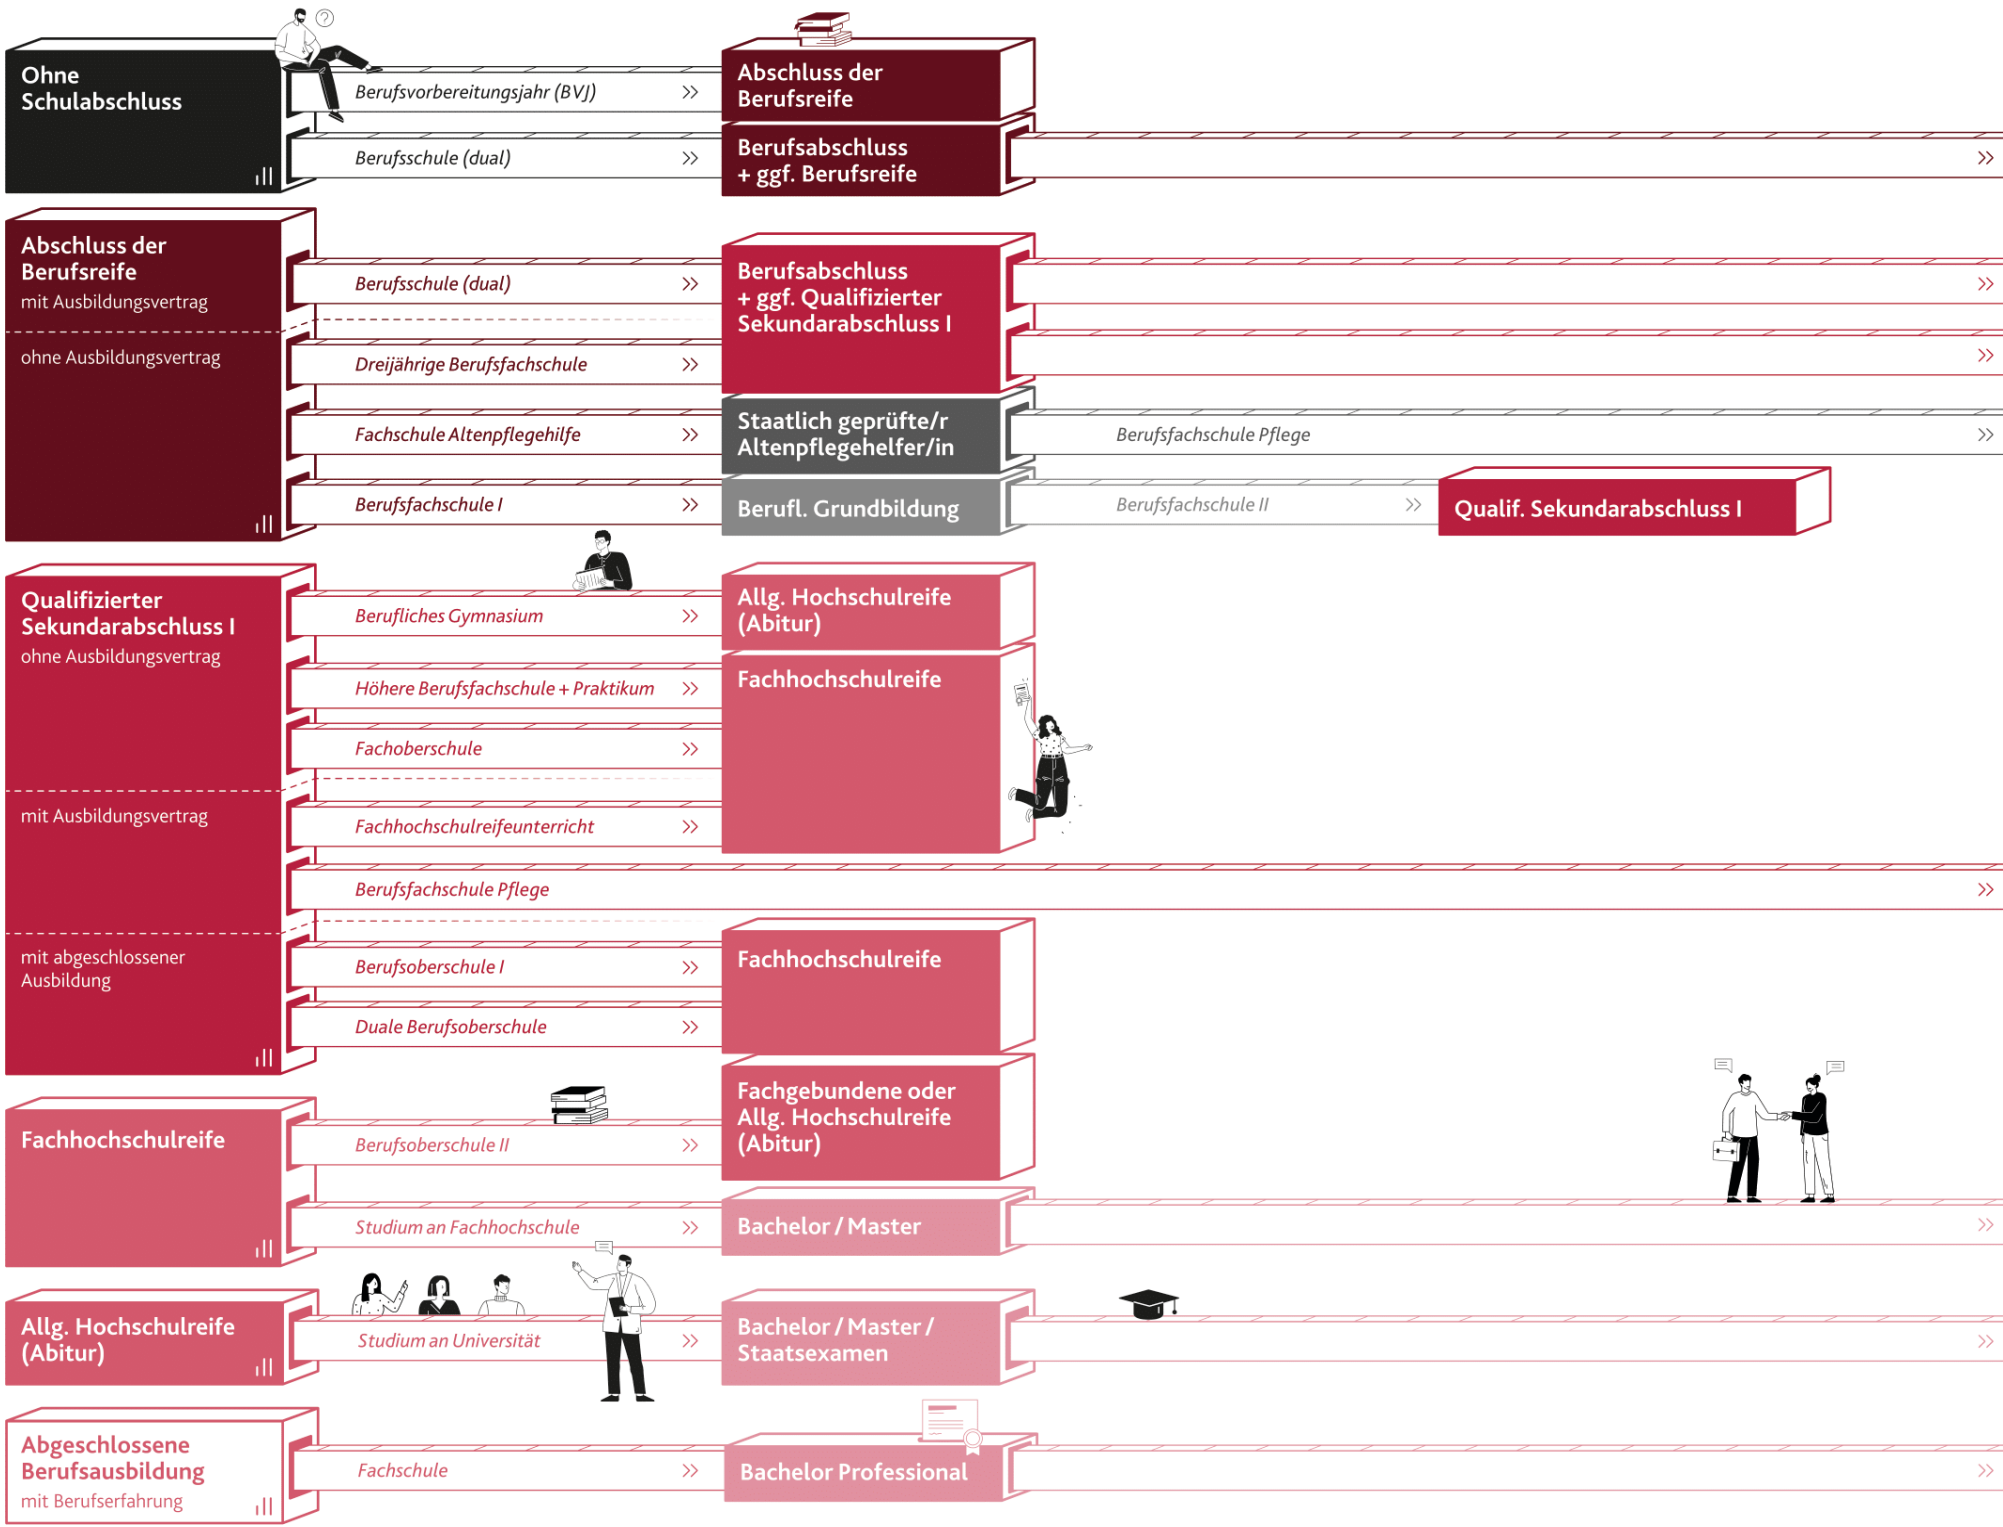 Ohne
Schulabschluss
Berufsvorbereitungsjahr (BVJ)
Abschluss der
Berufsreife
Berufsschule (dual)
Berufsabschluss
+ ggf. Berufsreife
Abschluss der
Berufsreife
mit Ausbildungsvertrag
Berufsschule (dual)
Berufsabschluss
+ ggf. Qualifizierter
Sekundarabschluss I
ohne Ausbildungsvertrag
Dreijährige Berufsfachschule
Fachschule Altenpflegehilfe
Staatlich geprüfte/r
Altenpflegehelfer/in
Berufsfachschule Pflege
Berufsfachschule I
Berufl. Grundbildung
Berufsfachschule II
Qualif. Sekundarabschluss I
Qualifizierter
Sekundarabschluss I
ohne Ausbildungsvertrag
Berufliches Gymnasium
Allg. Hochschulreife
(Abitur)
Höhere Berufsfachschule + Praktikum
Fachhochschulreife
Fachoberschule
mit Ausbildungsvertrag
Fachhochschulreifeunterricht
Berufsfachschule Pflege
mit abgeschlossener
Ausbildung
Berufsoberschule I
Fachhochschulreife
Duale Berufsoberschule
Fachhochschulreife
Berufsoberschule II
Fachgebundene oder
Allg. Hochschulreife
(Abitur)
Studium an Fachhochschule
Bachelor / Master
Allg. Hochschulreife
(Abitur)
Studium an Universität
Bachelor / Master /
Staatsexamen
Abgeschlossene
Berufsausbildung
mit Berufserfahrung
Fachschule
Bachelor Professional